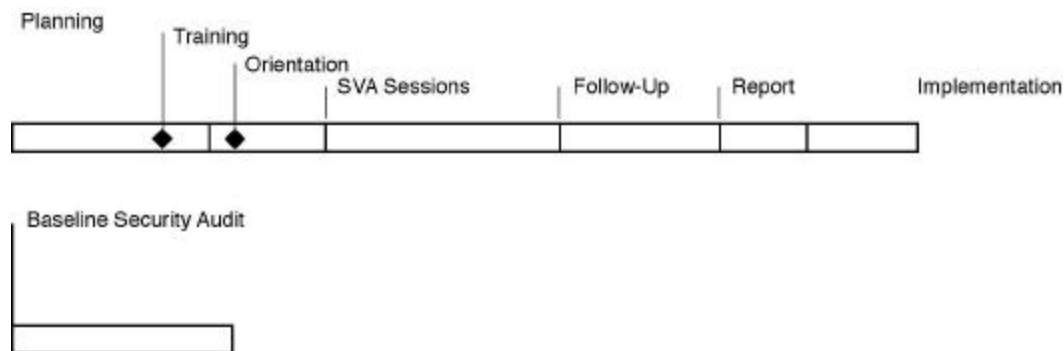 Planning
Training
Orientation
SVA Sessions
Follow-Up
Report
Implementation
Baseline Security Audit